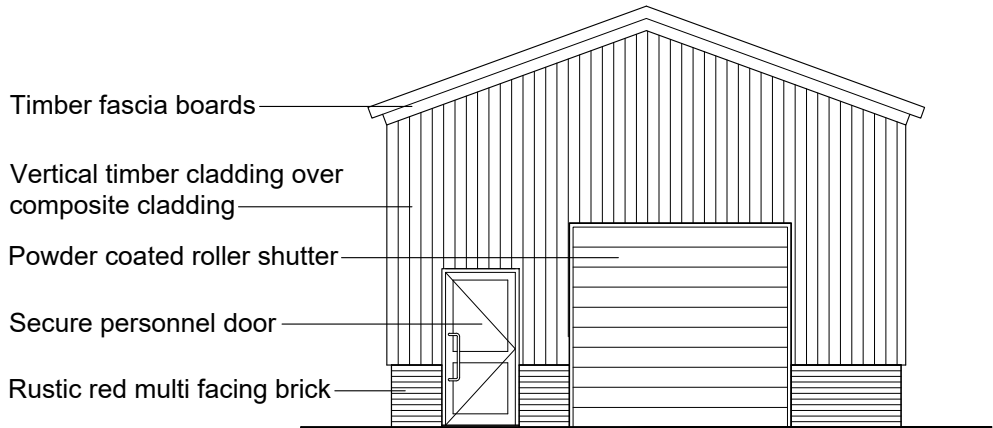 Timber fascia boards
Vertical timber cladding over
composite cladding
Powder coated roller shutter
Secure personnel door
Rustic red multi facing brick